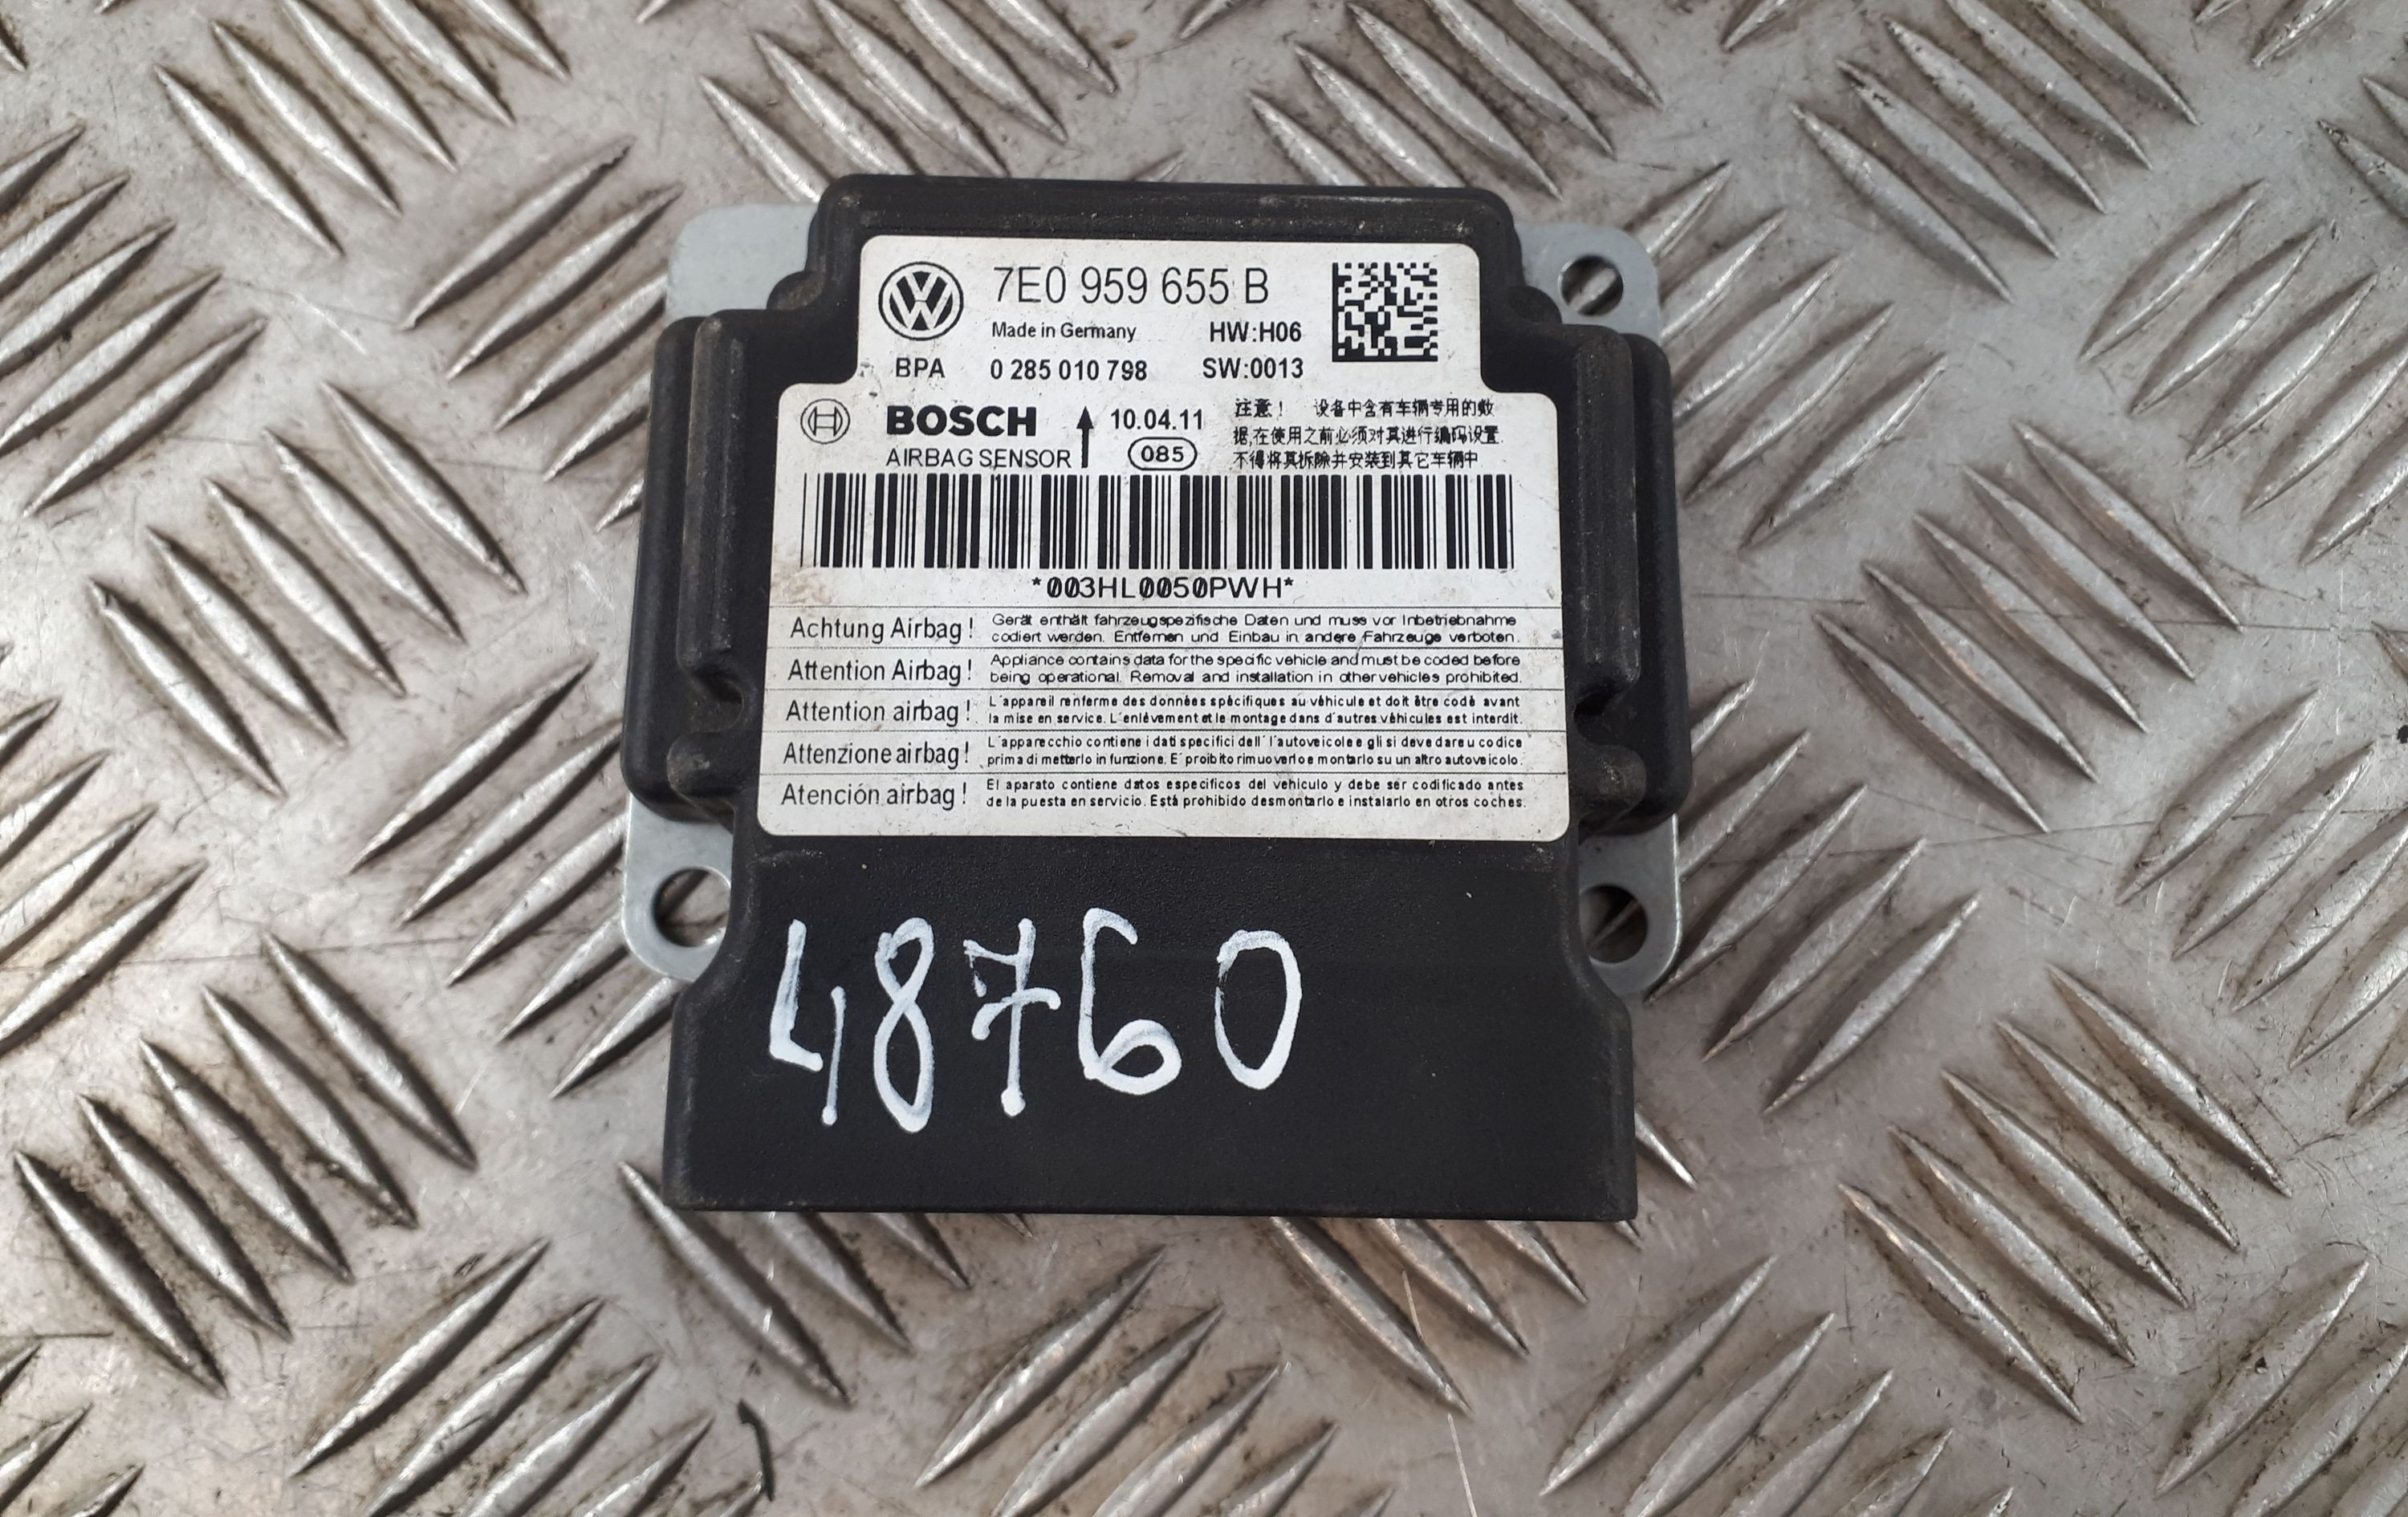 7E0 959 655 B
Made in Germany HW:H06
BPA 0 285 010 798 SW:0013
BOSCH 10.04.11
AIRBAG SENSOR 085
注意！ 设备中含有车辆专用的数
据,在使用之前必须对其进行编码设置.
不得将其拆除并安装到其它车辆中
*003HL0050PWH*
Achtung Airbag! Gerät enthält fahrzeugspezifische Daten und muss vor Inbetriebnahme
codiert werden. Entfernen und Einbau in andere Fahrzeuge verboten.
Attention Airbag! Appliance contains data for the specific vehicle and must be coded before
being operational. Removal and installation in other vehicles prohibited.
Attention airbag! L'appareil renferme des données spécifiques au véhicule et doit être codé avant
la mise en service. L'enlèvement et le montage dans d'autres véhicules est interdit.
Attenzione airbag! L'apparecchio contiene i dati specifici dell' l'autoveicolo e gli si deve dare u codice
prima di metterlo in funzione. E' proibito rimuoverlo e montarlo su un altro autoveicolo.
Atención airbag! El aparato contiene datos especificos del vehiculo y debe ser codificado antes
de la puesta en servicio. Está prohibido desmontarlo e instalarlo en otros coches.
48760